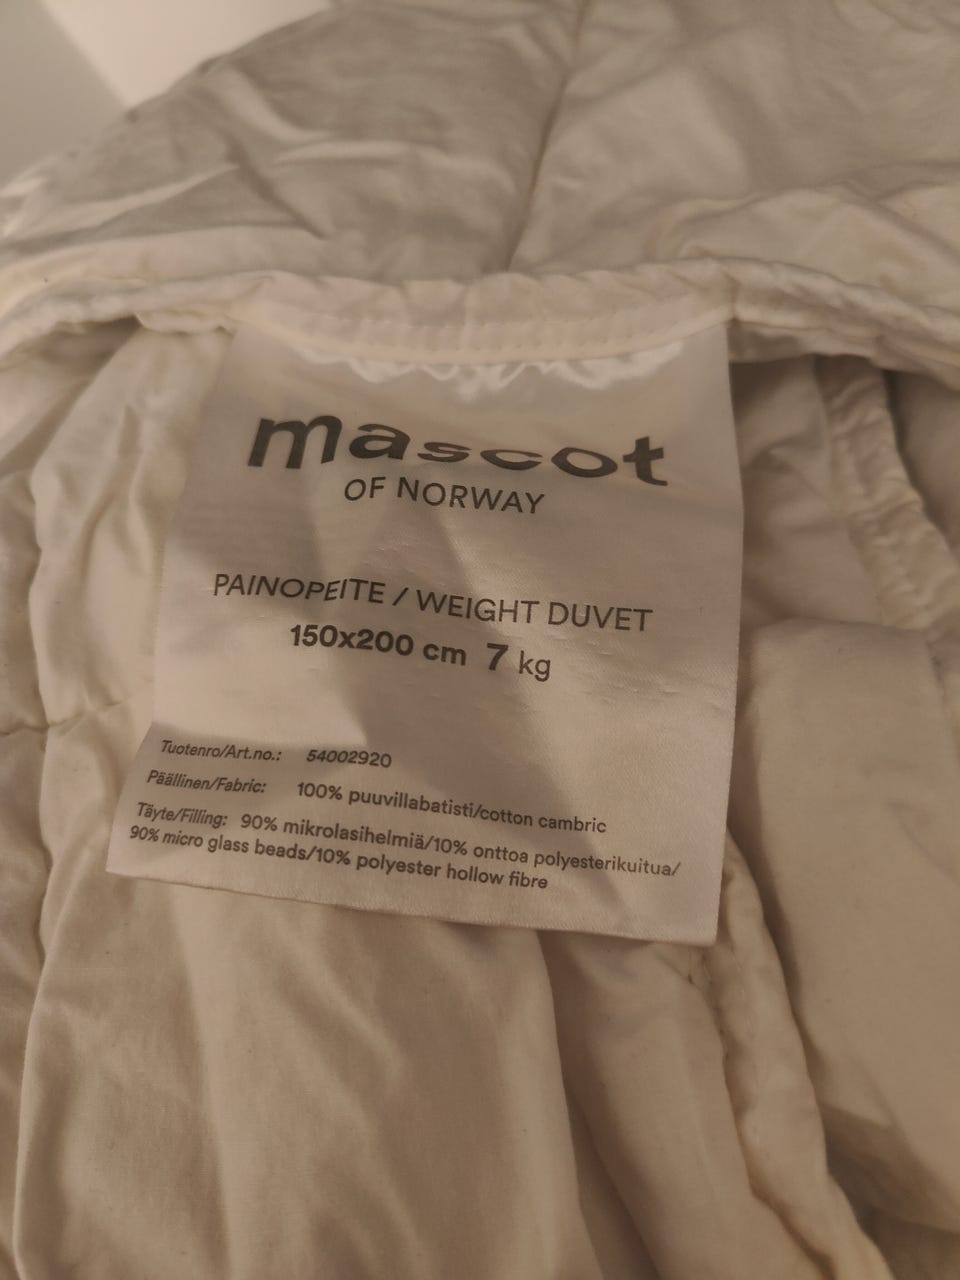 mascot
OF NORWAY
PAINOPEITE / WEIGHT DUVET
150x200 cm 7 kg
Tuotenro/Art.no.: 54002920
Päällinen/Fabric: 100% puuvillabatisti/cotton cambric
Täyte/Filling: 90% mikrolasihelmiä/10% onttoa polyesterikuitua/
90% micro glass beads/10% polyester hollow fibre